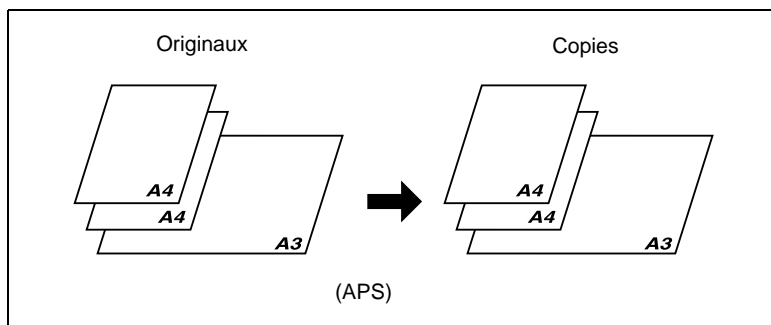 Originaux Copies
A4 A4
A4 A4
A3 A3
(APS)